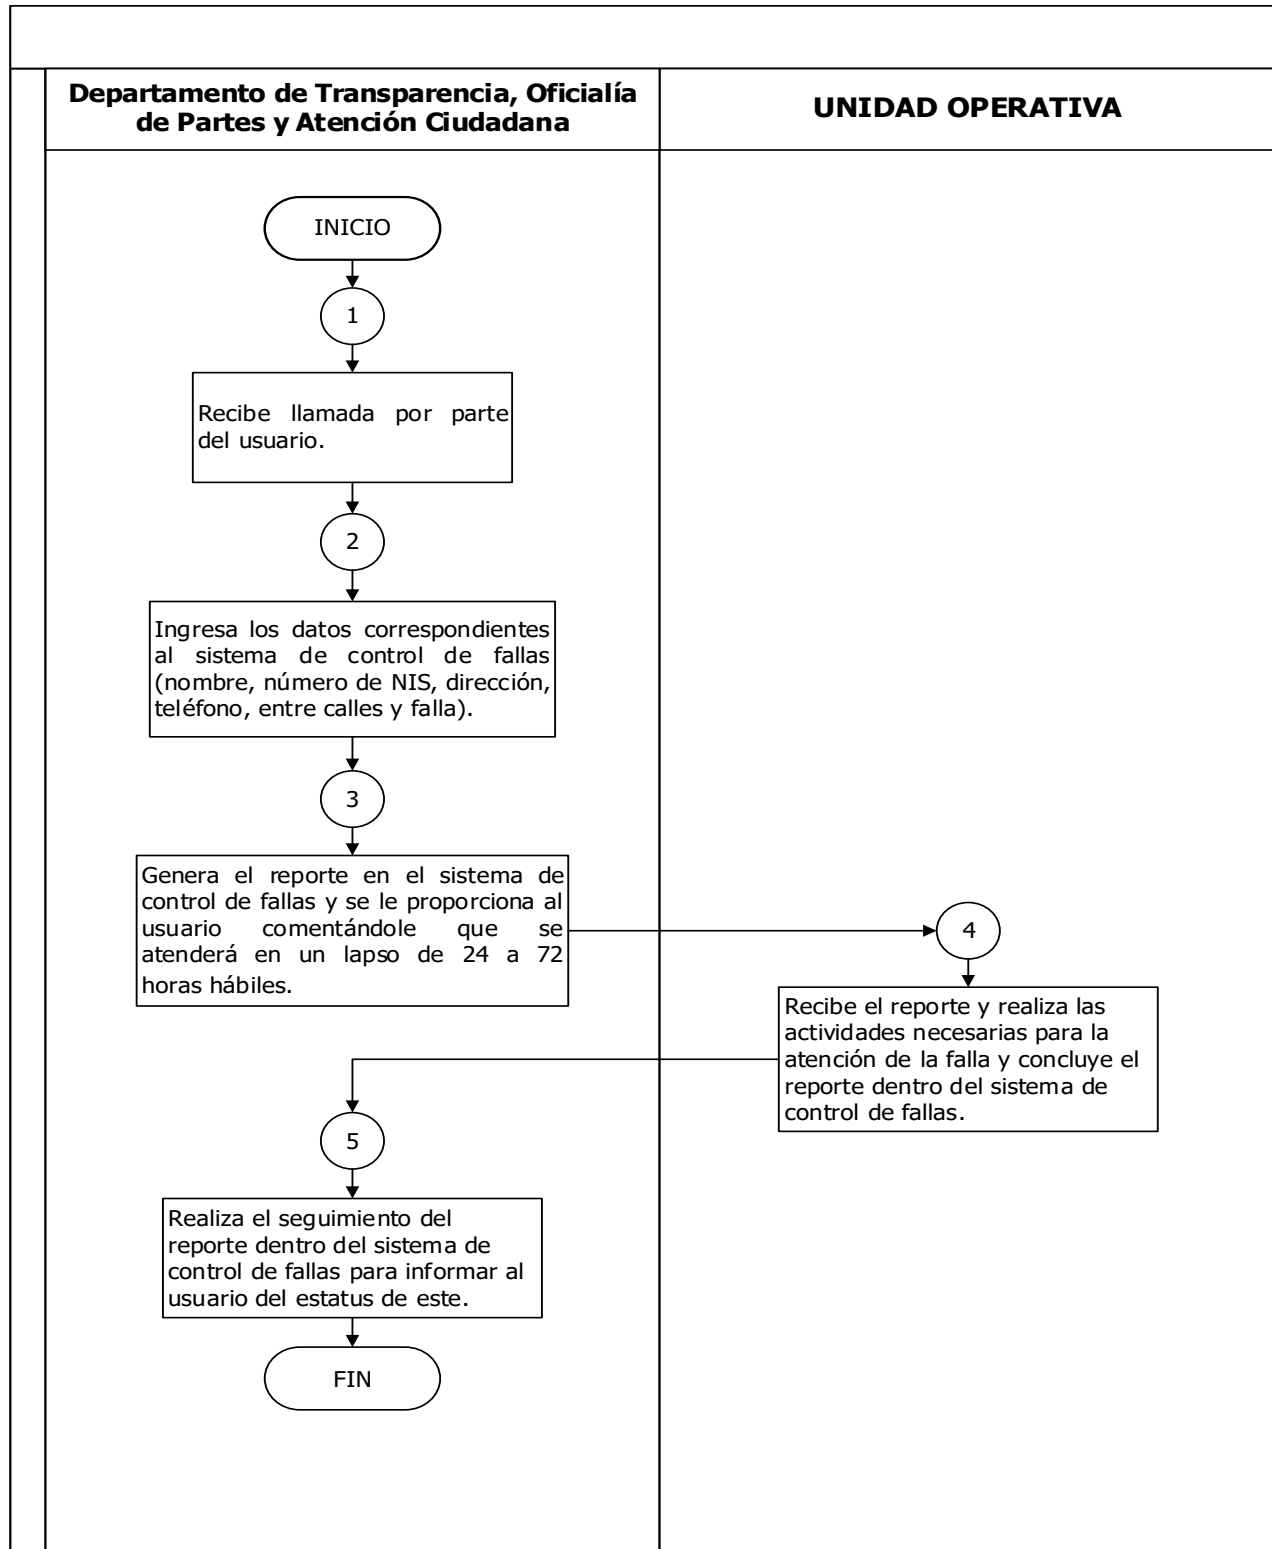 Departamento de Transparencia, Oficialía
de Partes y Atención Ciudadana
UNIDAD OPERATIVA
INICIO
1
Recibe llamada por parte
del usuario.
2
Ingresa los datos correspondientes
al sistema de control de fallas
(nombre, número de NIS, dirección,
teléfono, entre calles y falla).
3
Genera el reporte en el sistema de
control de fallas y se le proporciona al
usuario comentándole que se
atenderá en un lapso de 24 a 72
horas hábiles.
4
Recibe el reporte y realiza las
actividades necesarias para la
atención de la falla y concluye el
reporte dentro del sistema de
control de fallas.
5
Realiza el seguimiento del
reporte dentro del sistema de
control de fallas para informar al
usuario del estatus de este.
FIN